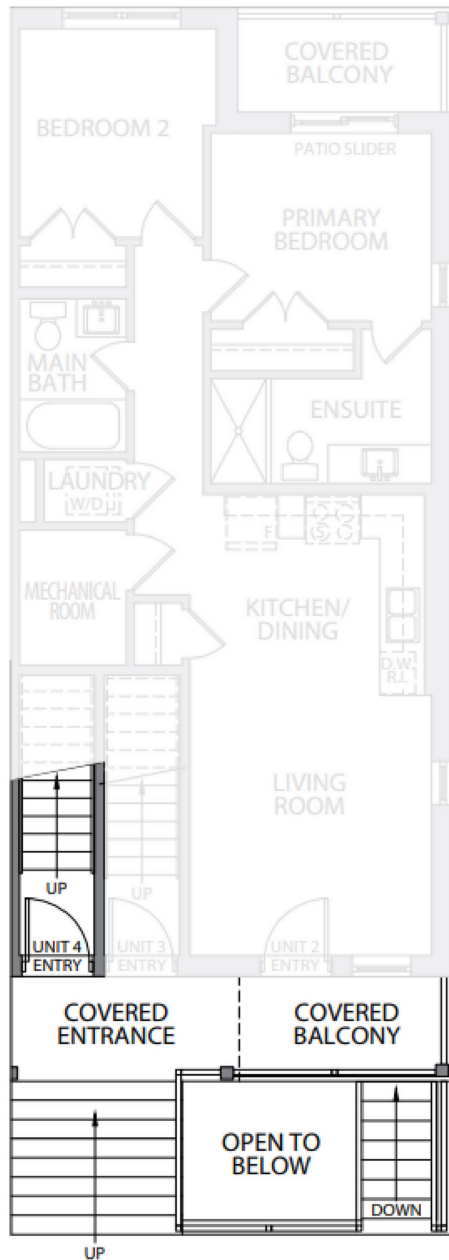 COVERED
BALCONY
BEDROOM 2
PATIO SLIDER
PRIMARY
BEDROOM
MAIN
BATH
ENSUITE
LAUNDRY
W/D
F
S
KITCHEN/
DINING
MECHANICAL
ROOM
D.W.
R.I.
LIVING
ROOM
UP
UP
UNIT 4
ENTRY
UNIT 3
ENTRY
UNIT 2
ENTRY
COVERED
ENTRANCE
COVERED
BALCONY
OPEN TO
BELOW
DOWN
UP